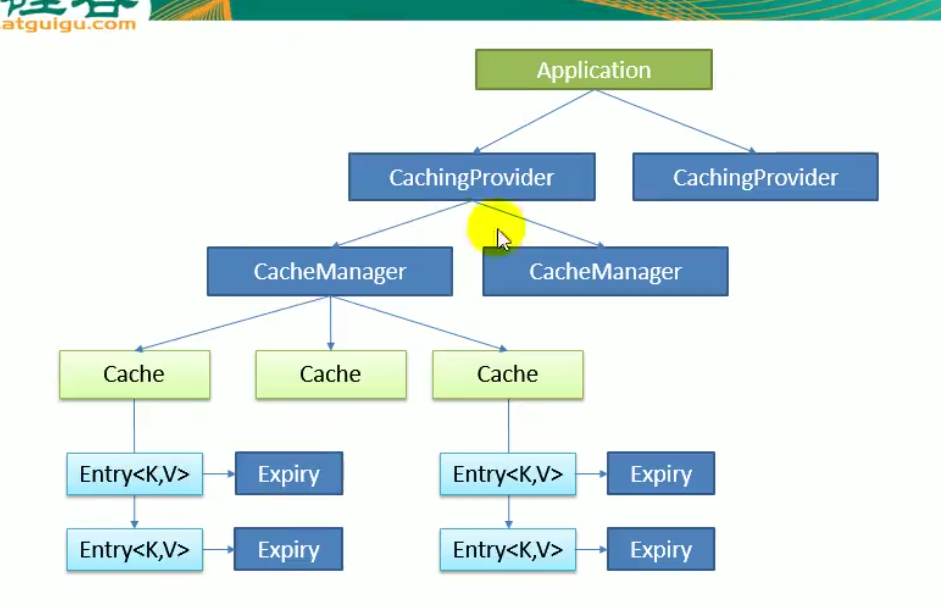 atguigu.com
Application
CachingProvider
CachingProvider
CacheManager
CacheManager
Cache
Cache
Cache
Entry<K,V>
Expiry
Entry<K,V>
Expiry
Entry<K,V>
Expiry
Entry<K,V>
Expiry